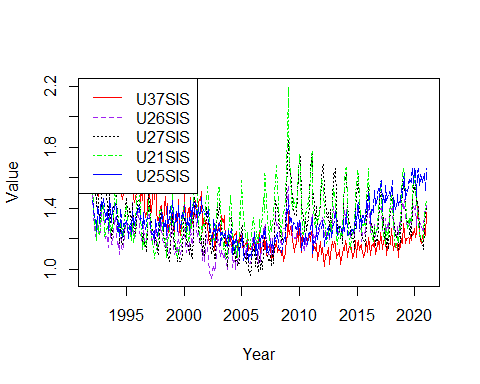 2.2
1.8
1.4
1.0
Value
U37SIS
U26SIS
U27SIS
U21SIS
U25SIS
1995 2000 2005 2010 2015 2020
Year